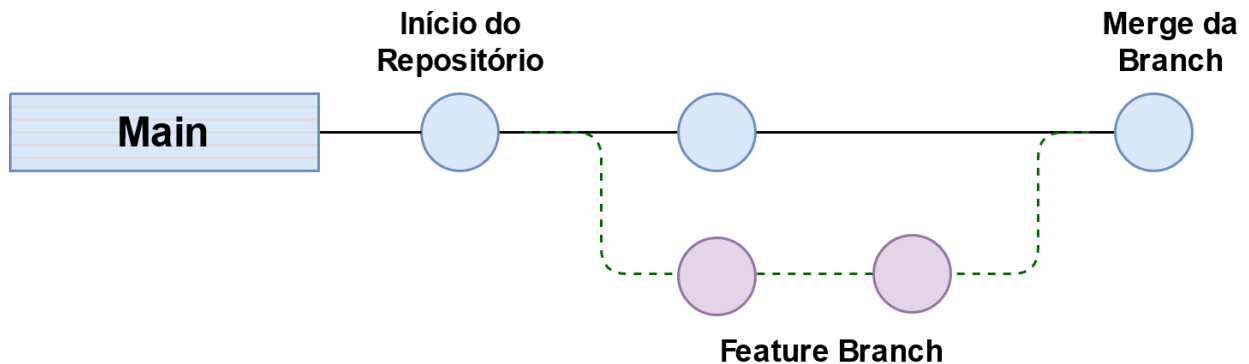 Início do
Repositório
Merge da
Branch
Main
Feature Branch